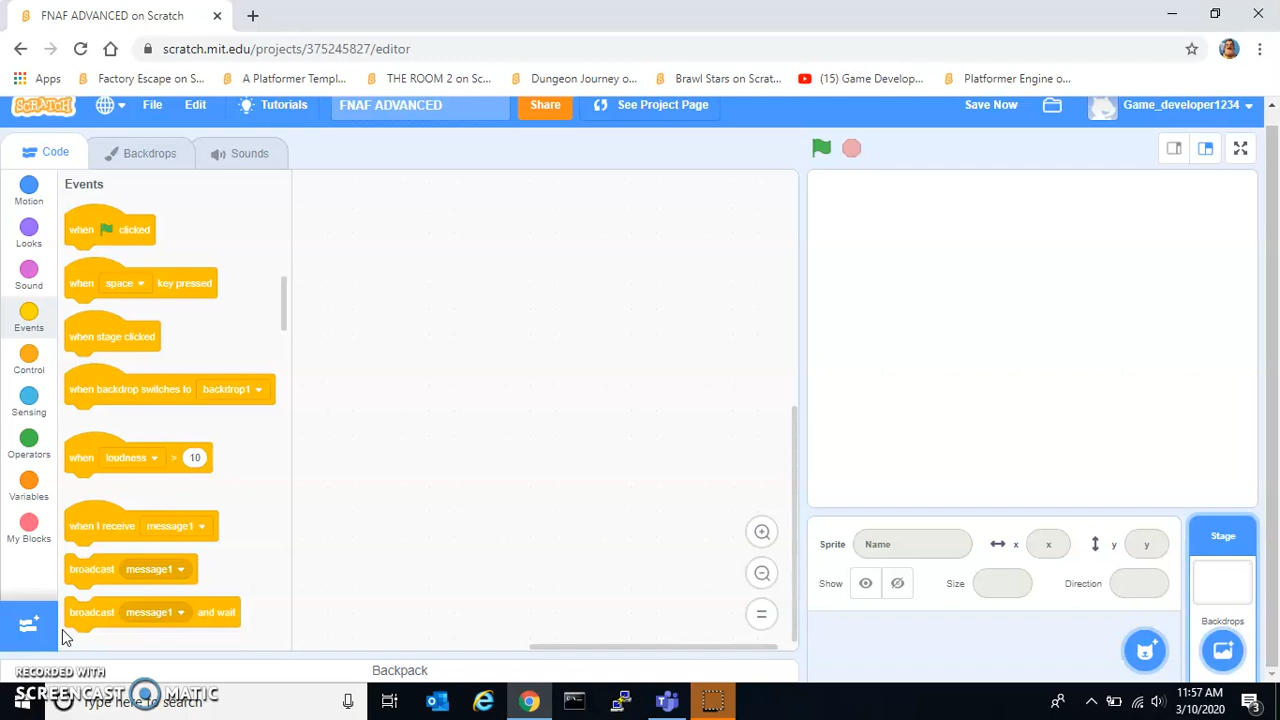 FNAF ADVANCED on Scratch
scratch.mit.edu/projects/375245827/editor
Apps Factory Escape on S... A Platformer Templ... THE ROOM 2 on Sc... Dungeon Journey o... Brawl Stars on Scrat... (15) Game Develop... Platformer Engine o...
SCRATCH File Edit Tutorials FNAF ADVANCED Share See Project Page Save Now Game_developer1234
Code Backdrops Sounds
Motion
Looks
Sound
Events
Control
Sensing
Operators
Variables
My Blocks
Events
when clicked
when space key pressed
when stage clicked
when backdrop switches to backdrop1
when loudness > 10
when I receive message1
broadcast message1
broadcast message1 and wait
Sprite Name x x y y
Show Size Direction
Stage
Backdrops
Backpack
RECORDED WITH
SCREENCAST MATIC
Type here to search
11:57 AM
3/10/2020
3